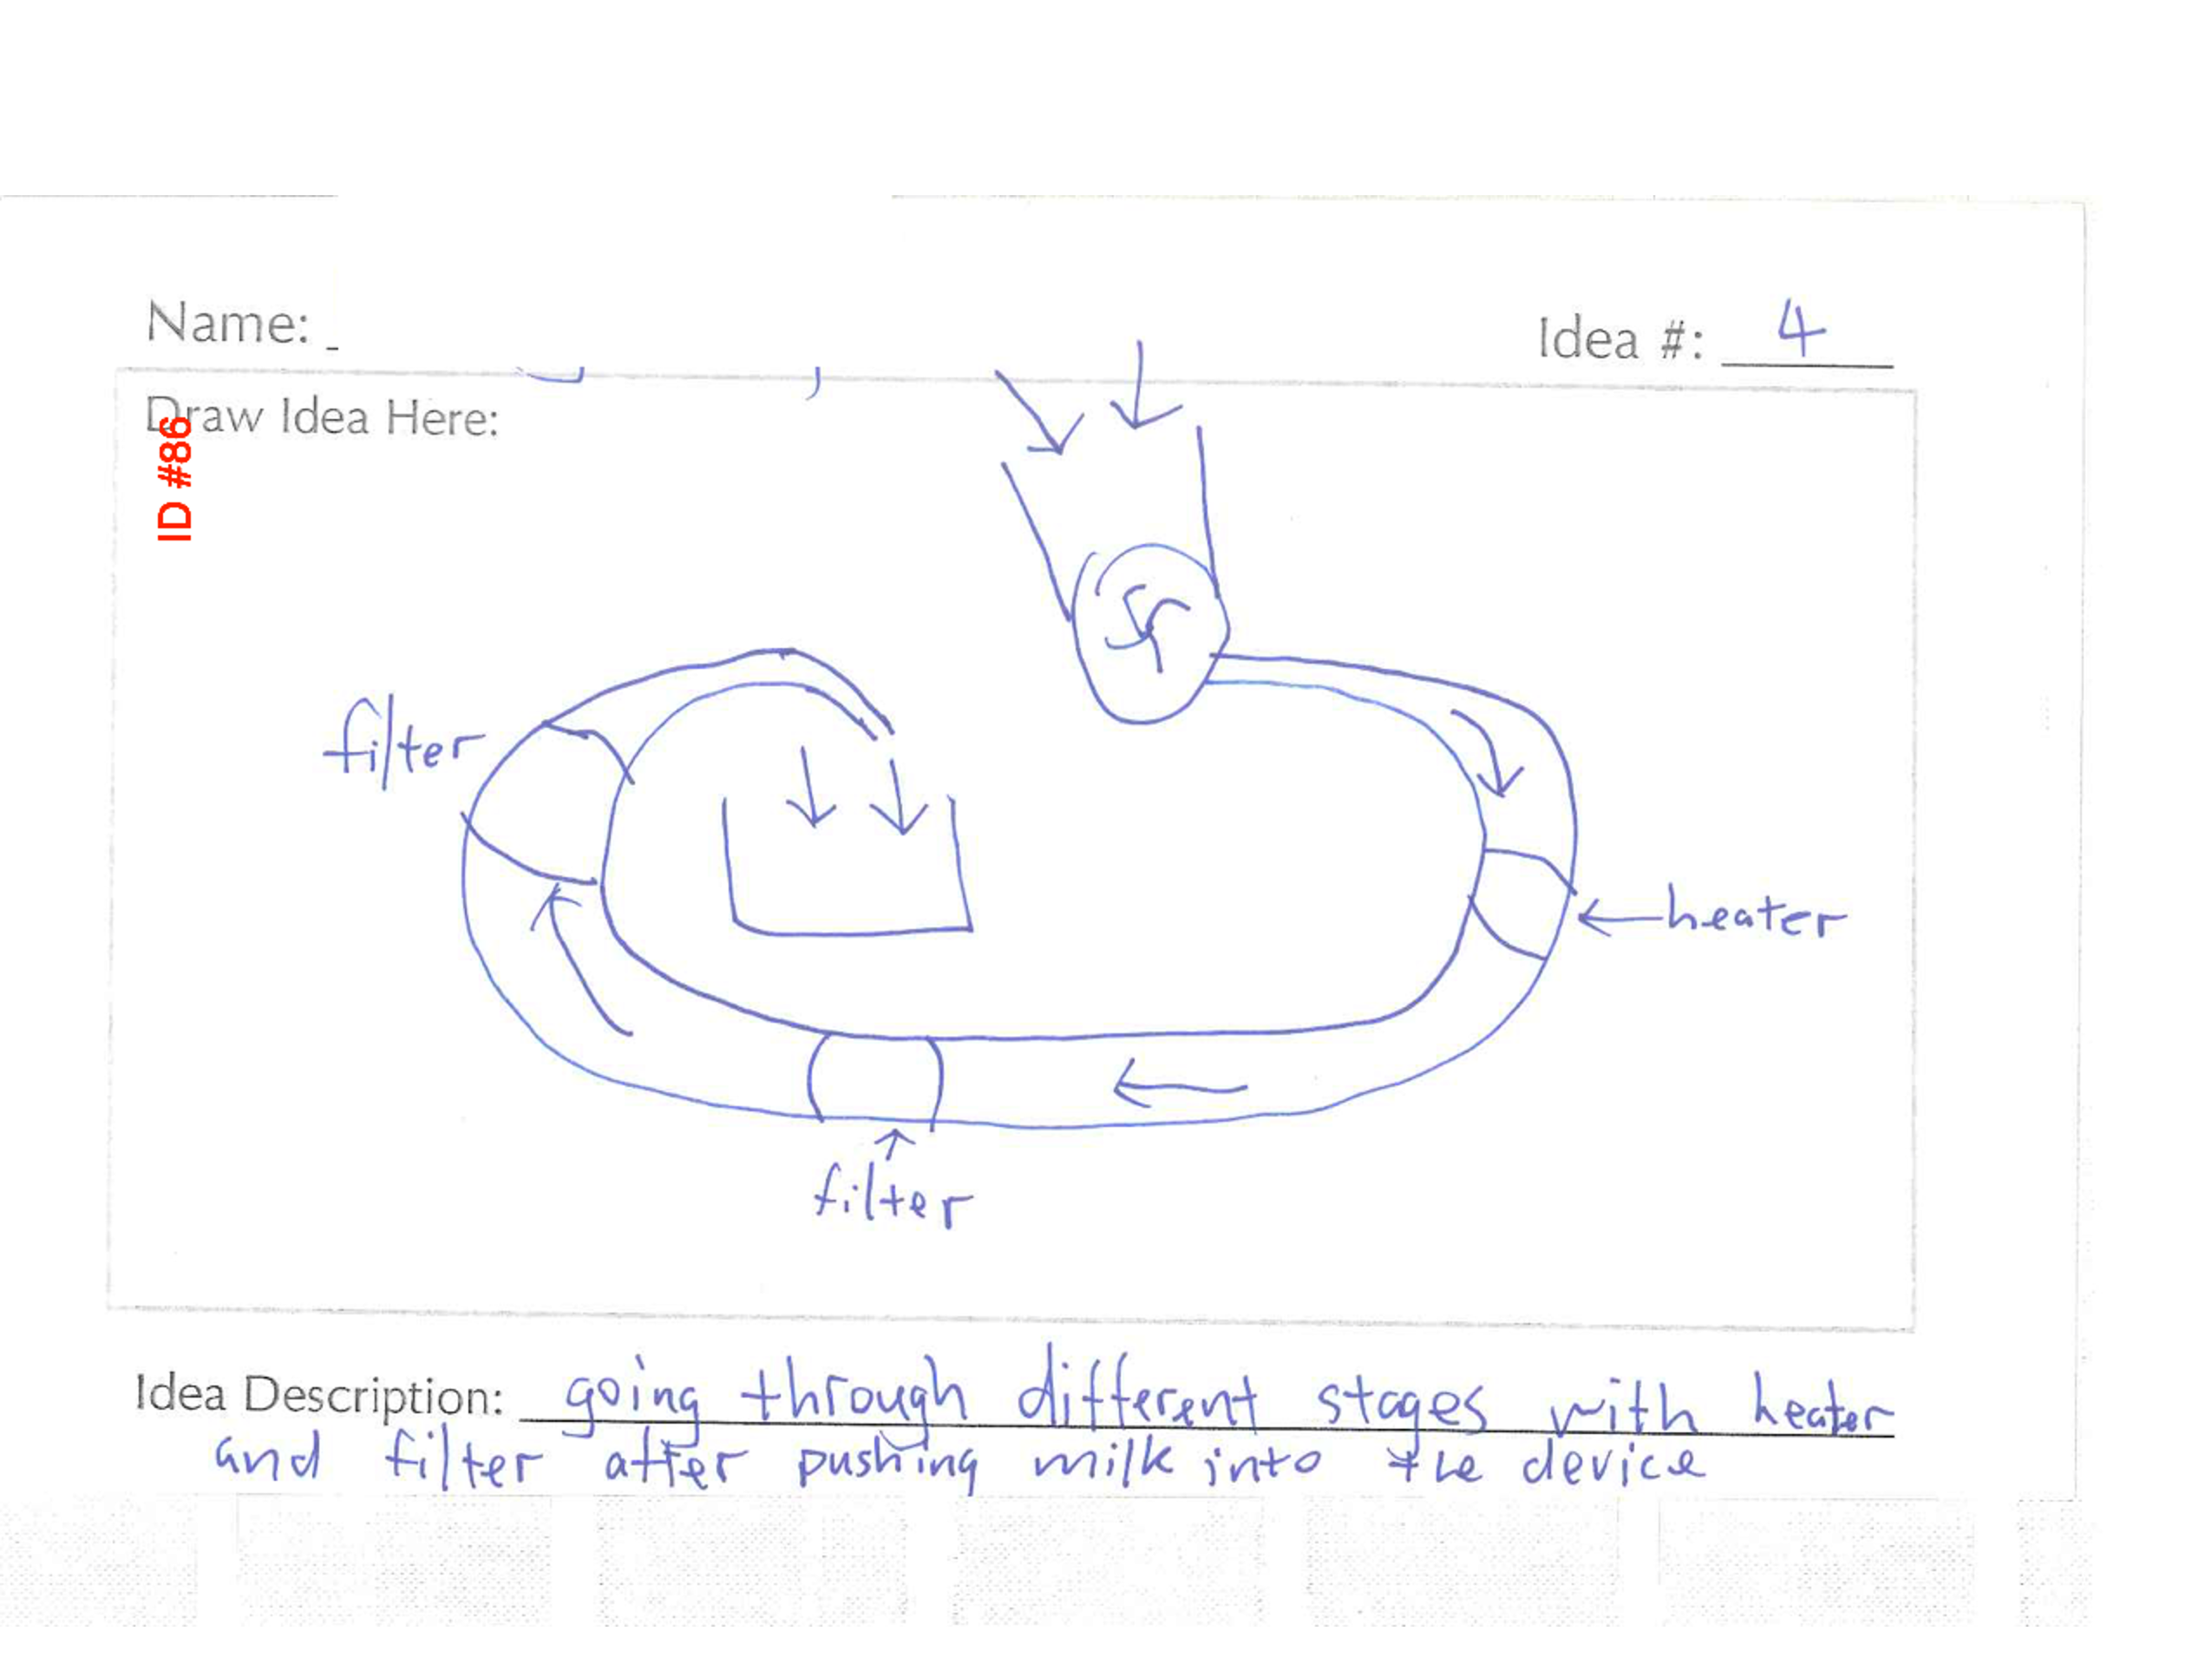 Name:
Idea #: 4
Draw Idea Here:
ID #86
filter
heater
filter
Idea Description: going through different stages with heater
and filter after pushing milk into the device